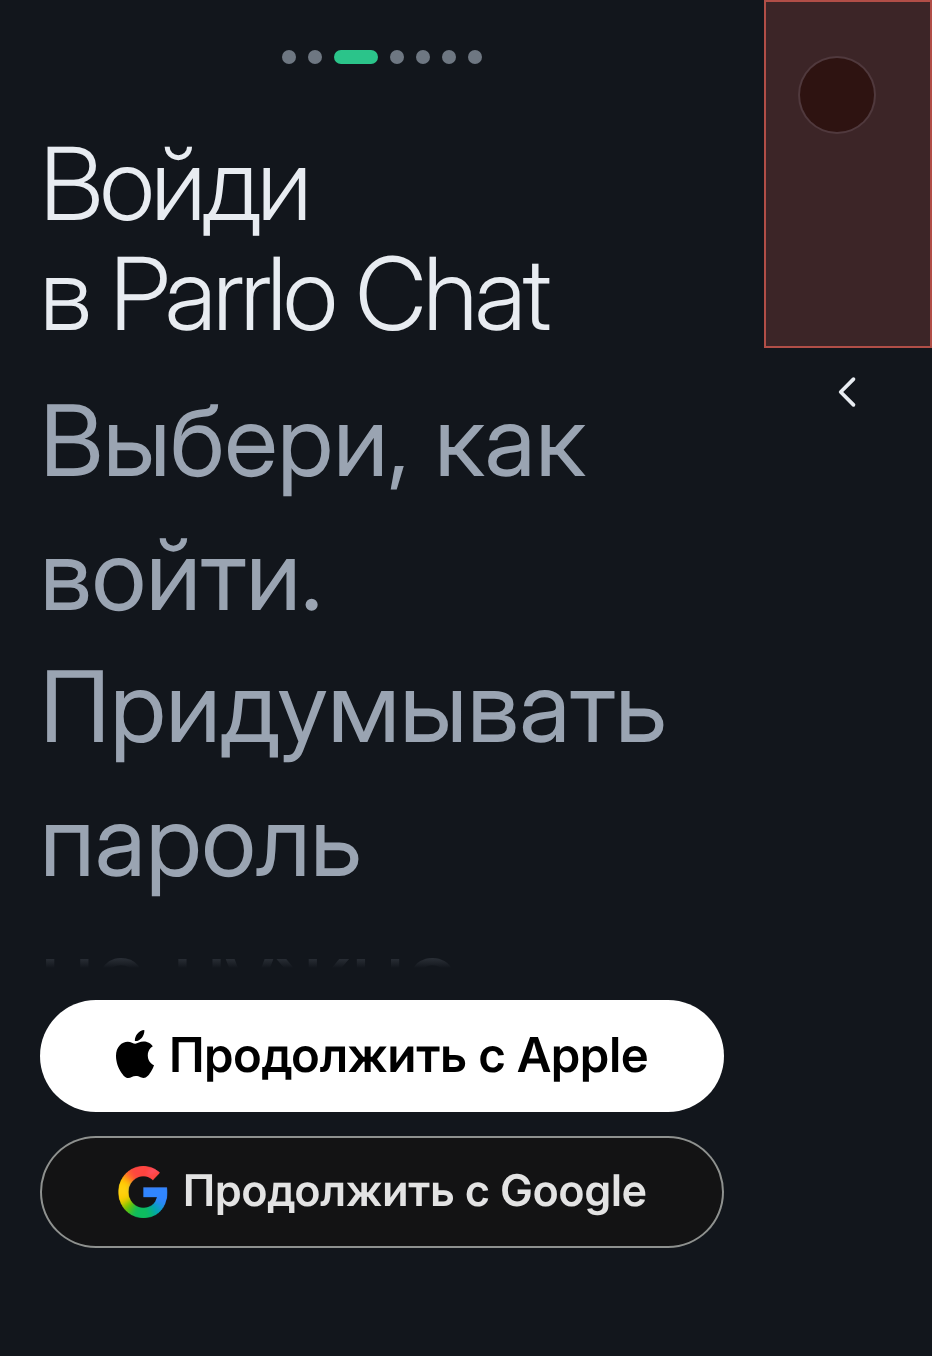 Войди
в Parrlo Chat
Выбери, как
войти.
Придумывать
пароль
Продолжить с Apple
Продолжить с Google